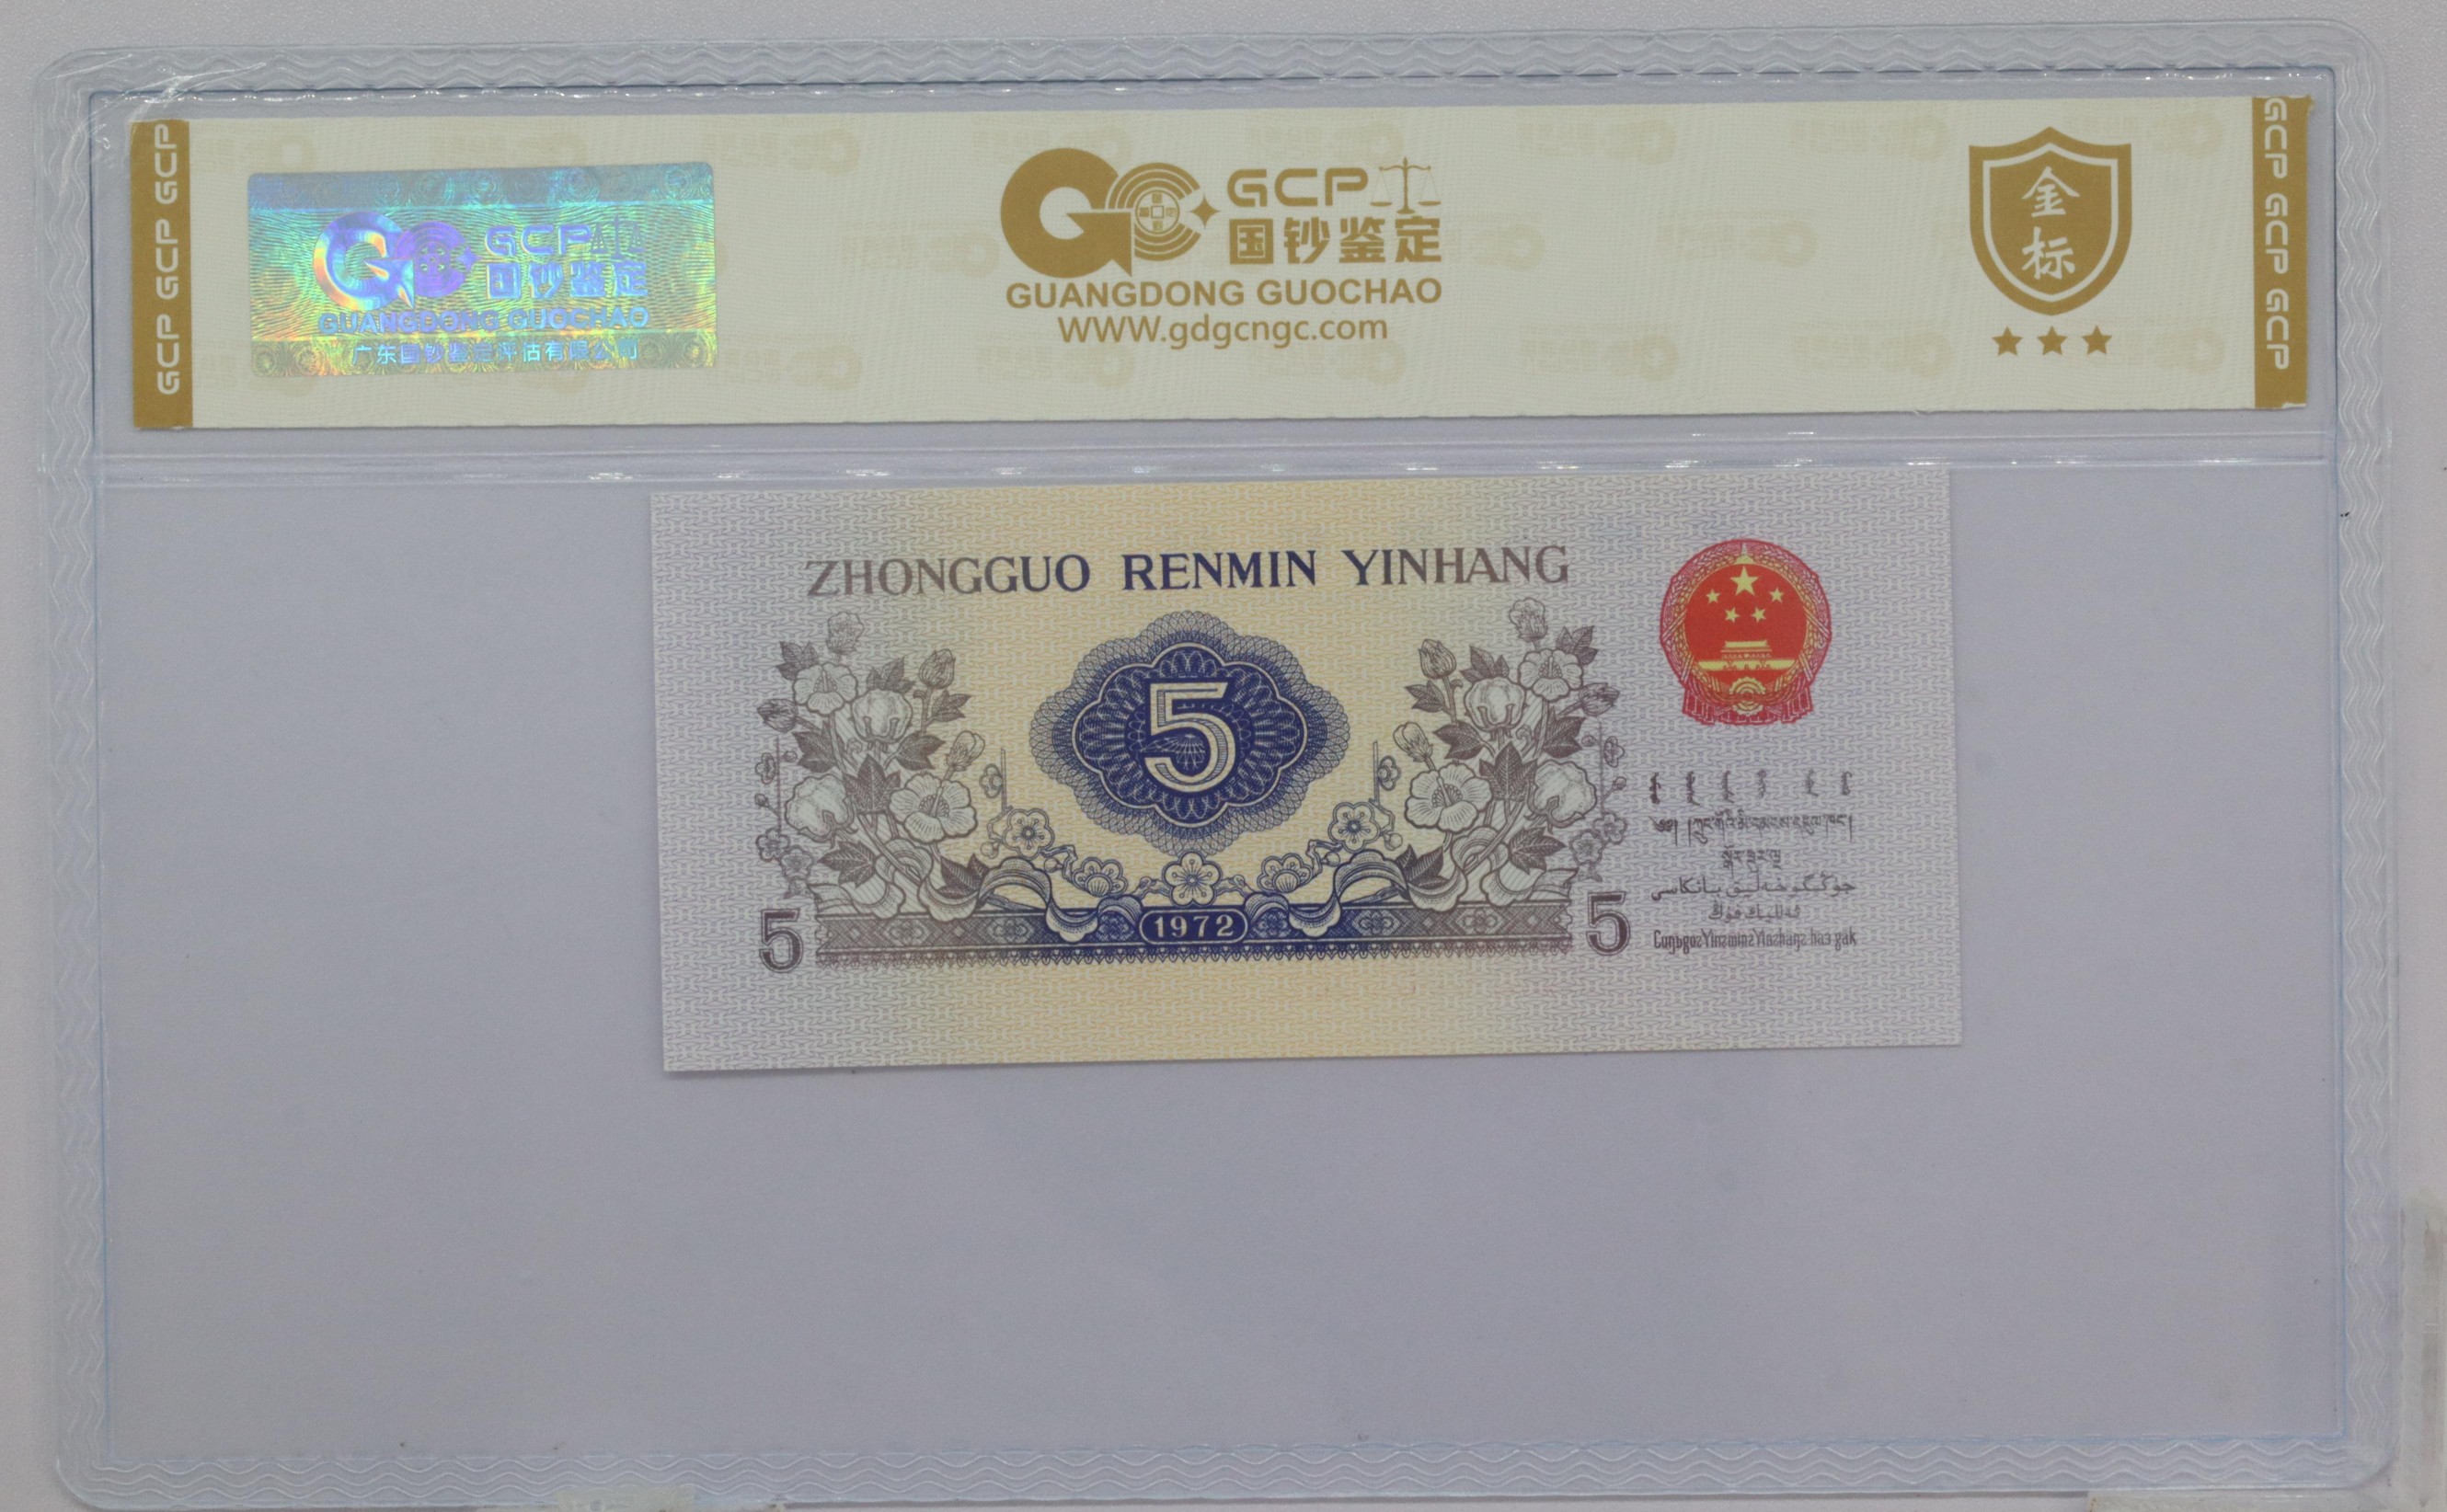 GCP GCP GCP
GCP
国钞鉴定
GUANGDONG GUOCHAO
广东国钞鉴定评估有限公司
GCP
国钞鉴定
GUANGDONG GUOCHAO
WWW.gdgcngc.com
金
标
GCP GCP GCP
ZHONGGUO RENMIN YINHANG
5
1972
5
5